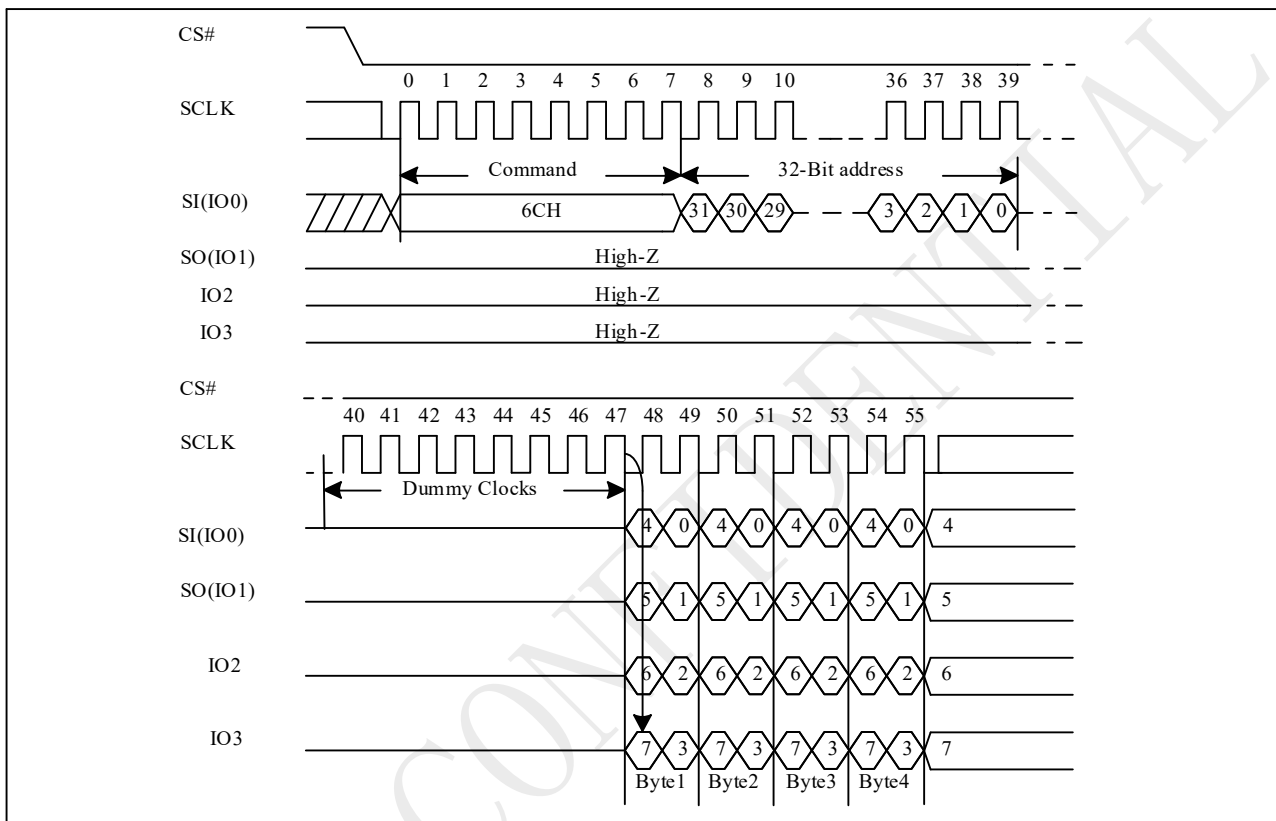 CS#
0 1 2 3 4 5 6 7 8 9 10 36 37 38 39
SCLK
Command 32-Bit address
SI(IO0) 6CH 31 30 29 3 2 1 0
SO(IO1) High-Z
IO2 High-Z
IO3 High-Z
CS#
40 41 42 43 44 45 46 47 48 49 50 51 52 53 54 55
SCLK
Dummy Clocks
SI(IO0) 4 0 4 0 4 0 4 0 4
SO(IO1) 5 1 5 1 5 1 5 1 5
IO2 6 2 6 2 6 2 6 2 6
IO3 7 3 7 3 7 3 7 3 7
Byte1 Byte2 Byte3 Byte4
CONFIDENTIAL